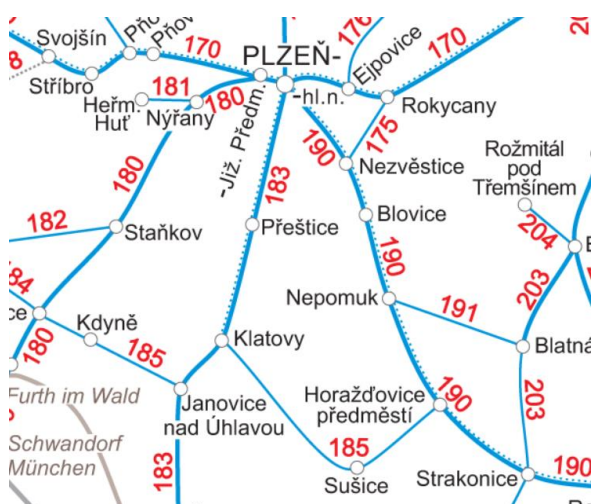 Svojšín
Stříbro
170
PLZEŇ-
-hl.n.
-Již. Předm.
Ejpovice
176
170
Rokycany
175
181
Heřm.
Huť
Nýřany
180
180
190
183
Nezvěstice
Rožmitál
pod
Třemšínem
204
182
Staňkov
Přeštice
Blovice
190
203
Nepomuk
191
Blatná
Kdyně
185
180
Klatovy
Janovice
nad Úhlavou
Furth im Wald
Schwandorf
München
183
Horažďovice
předměstí
190
203
185
Sušice
Strakonice
190